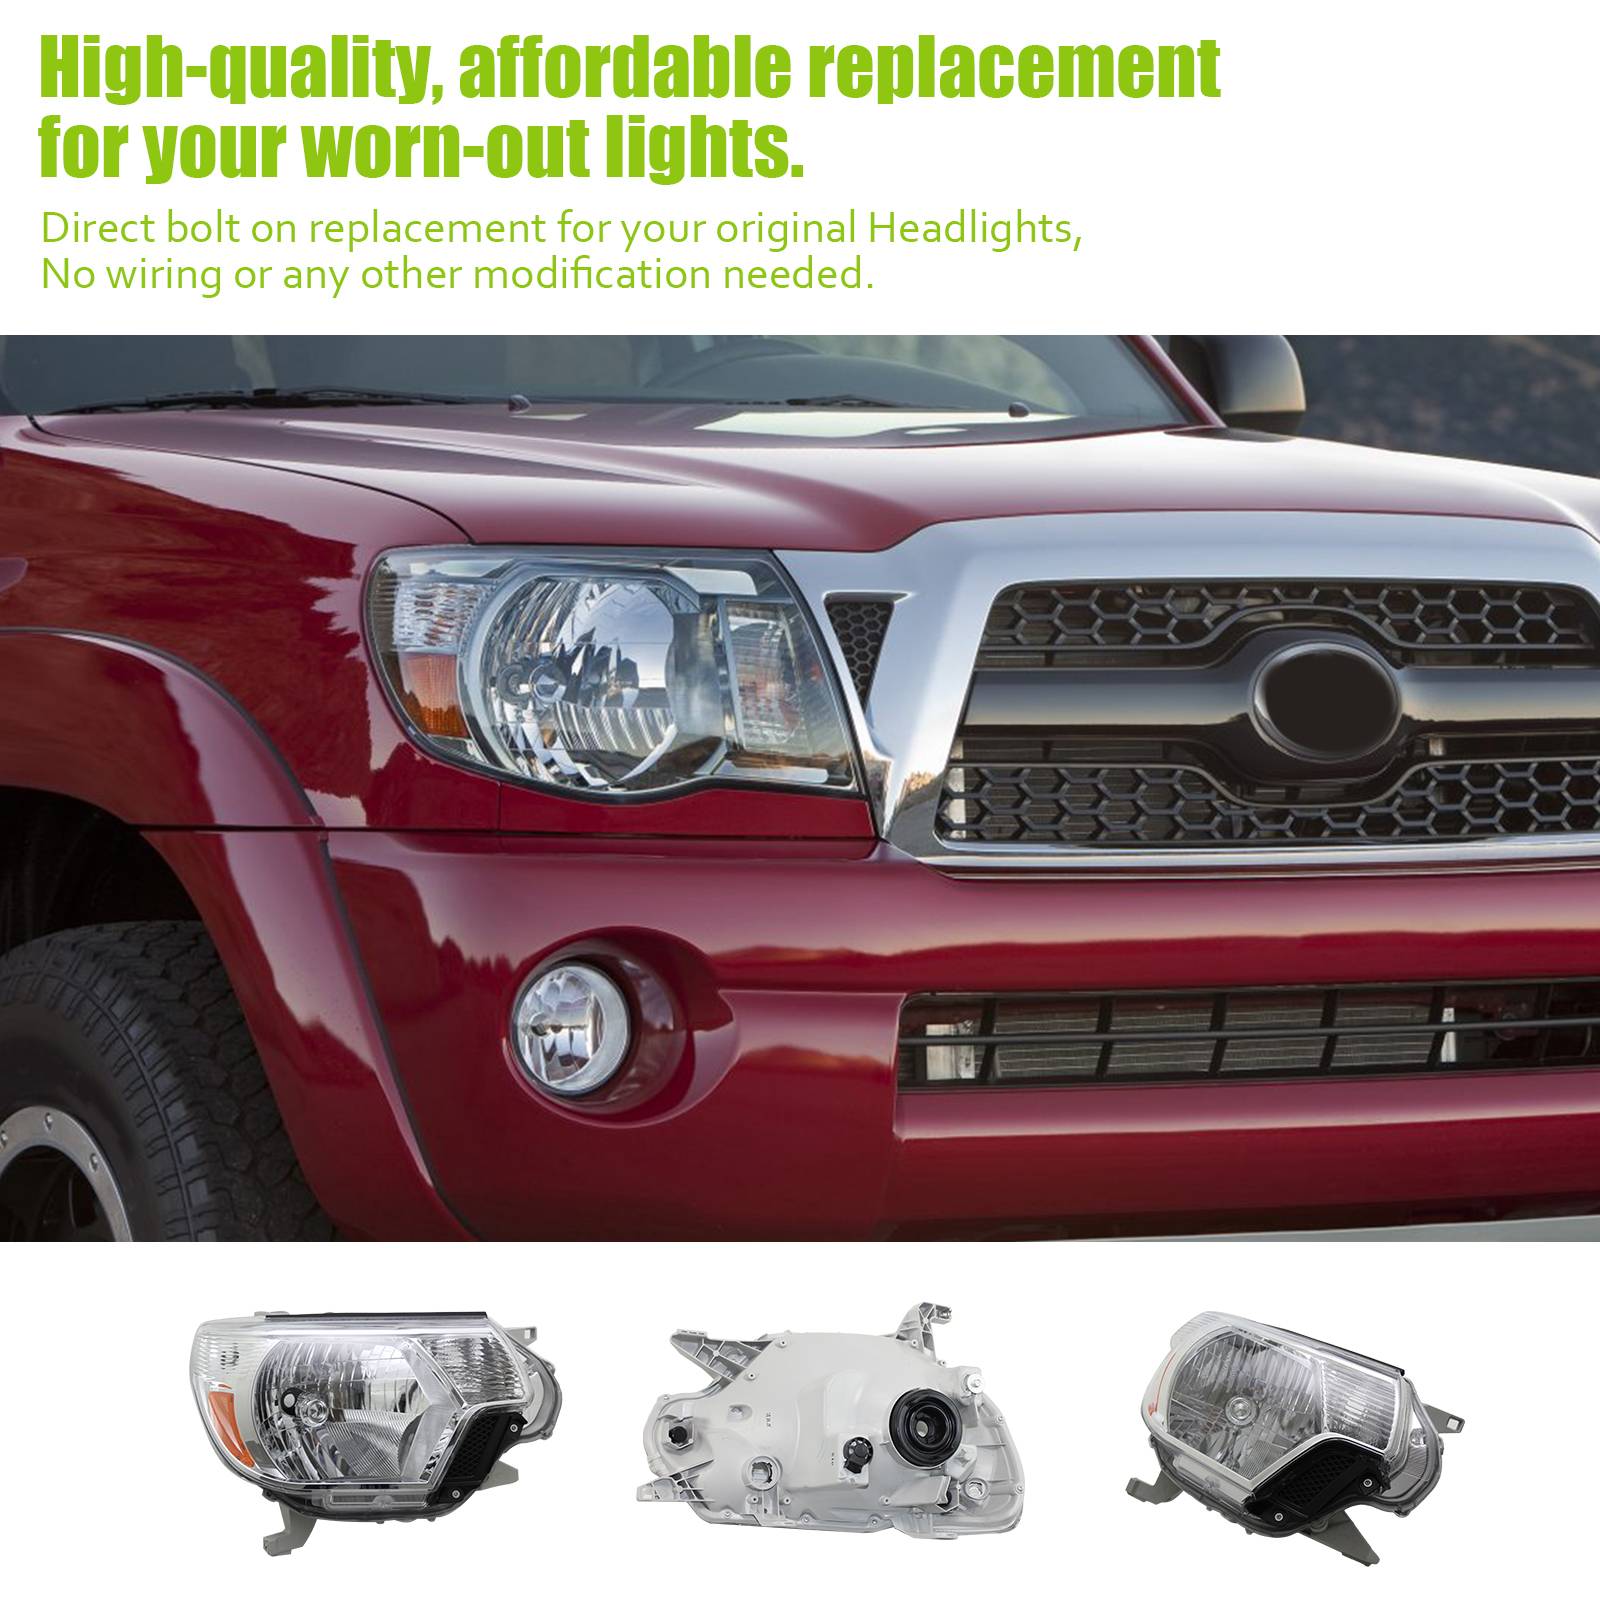 High-quality, affordable replacement
for your worn-out lights.
Direct bolt on replacement for your original Headlights,
No wiring or any other modification needed.